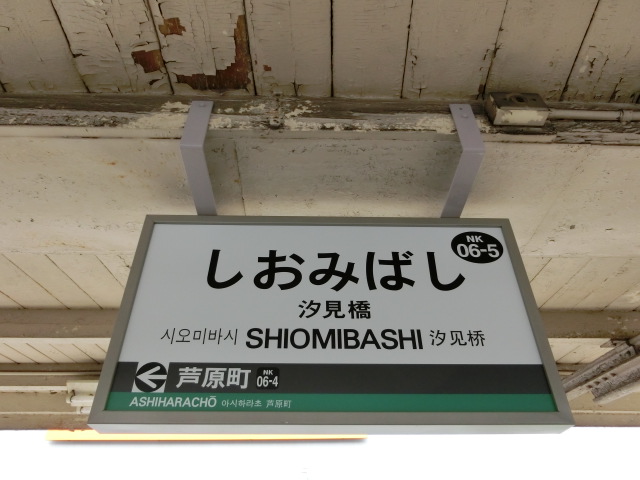 NK
06-5
しおみばし
汐見橋
시오미바시 SHIOMIBASHI 汐见桥
芦原町 NK 06-4
ASHIHARACHŌ 아시하라초 芦原町